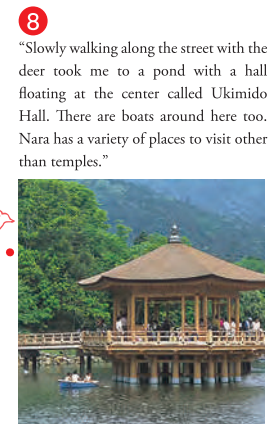 8
“Slowly walking along the street with the
deer took me to a pond with a hall
floating at the center called Ukimido
Hall. There are boats around here too.
Nara has a variety of places to visit other
than temples.”